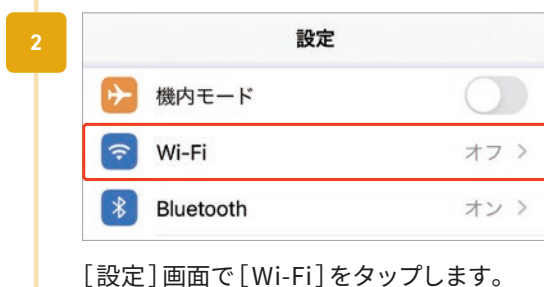 2
設定
機内モード
Wi-Fi オフ >
Bluetooth オン >
[設定]画面で[Wi-Fi]をタップします。